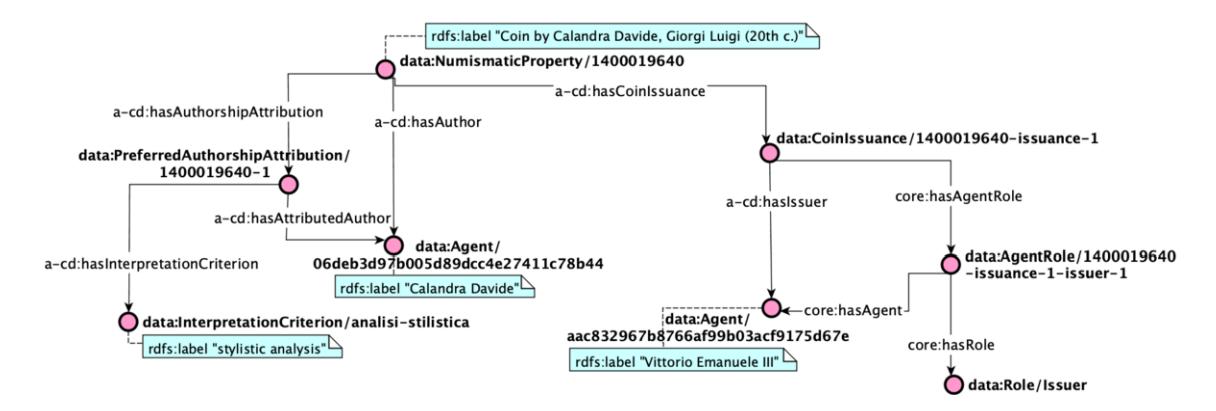 rdfs:label "Coin by Calandra Davide, Giorgi Luigi (20th c.)"
data:NumismaticProperty/1400019640
a-cd:hasCoinIssuance
a-cd:hasAuthorshipAttribution
a-cd:hasAuthor
data:CoinIssuance/1400019640-issuance-1
data:PreferredAuthorshipAttribution/
1400019640-1
a-cd:hasIssuer
core:hasAgentRole
a-cd:hasAttributedAuthor
data:Agent/
06deb3d97b005d89dcc4e27411c78b44
a-cd:hasInterpretationCriterion
data:AgentRole/1400019640
-issuance-1-issuer-1
rdfs:label "Calandra Davide"
core:hasAgent
data:InterpretationCriterion/analisi-stilistica
data:Agent/
aac832967b8766af99b03acf9175d67e
rdfs:label "stylistic analysis"
core:hasRole
rdfs:label "Vittorio Emanuele III"
data:Role/Issuer